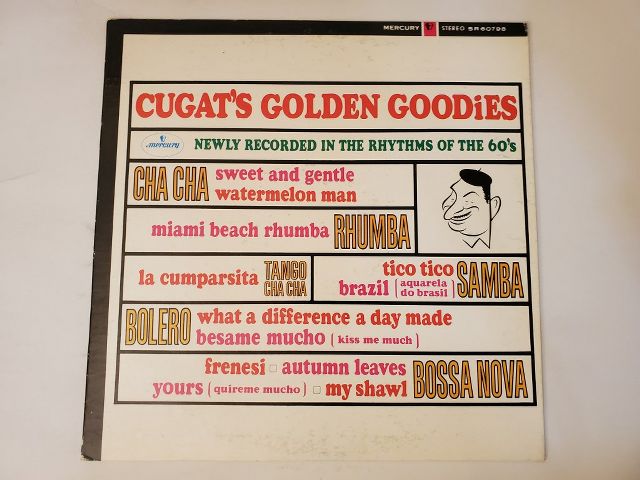 MERCURY STEREO SR 60798
CUGAT'S GOLDEN GOODiES
mercury NEWLY RECORDED IN THE RHYTHMS OF THE 60's
CHA CHA sweet and gentle
watermelon man
miami beach rhumba RHUMBA
la cumparsita TANGO
CHA CHA
tico tico SAMBA
brazil (aquarela
do brasil)
BOLERO what a difference a day made
besame mucho (kiss me much)
frenesi □ autumn leaves BOSSA NOVA
yours (quireme mucho) □ my shawl